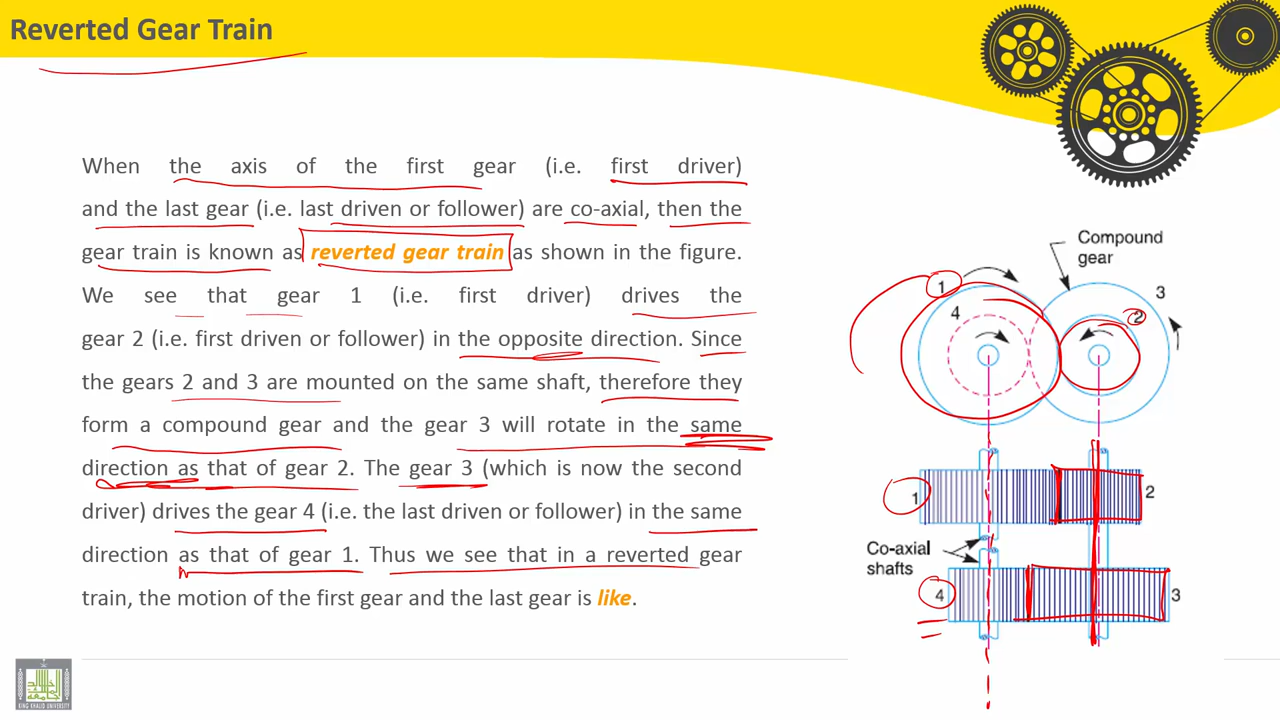 Reverted Gear Train
When the axis of the first gear (i.e. first driver)
and the last gear (i.e. last driven or follower) are co-axial, then the
gear train is known as reverted gear train as shown in the figure.
We see that gear 1 (i.e. first driver) drives the
gear 2 (i.e. first driven or follower) in the opposite direction. Since
the gears 2 and 3 are mounted on the same shaft, therefore they
form a compound gear and the gear 3 will rotate in the same
direction as that of gear 2. The gear 3 (which is now the second
driver) drives the gear 4 (i.e. the last driven or follower) in the same
direction as that of gear 1. Thus we see that in a reverted gear
train, the motion of the first gear and the last gear is like.
Compound
gear
1
3
4
2
1
2
Co-axial
shafts
4
3
KING KHALID UNIVERSITY